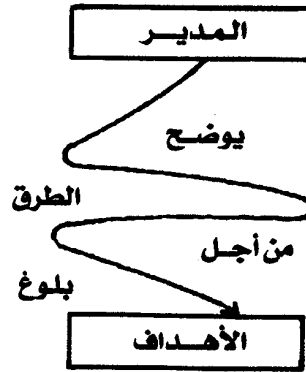 المديـر
يوضـح
الطرق
من أجـل
بلوغ
الأهـداف